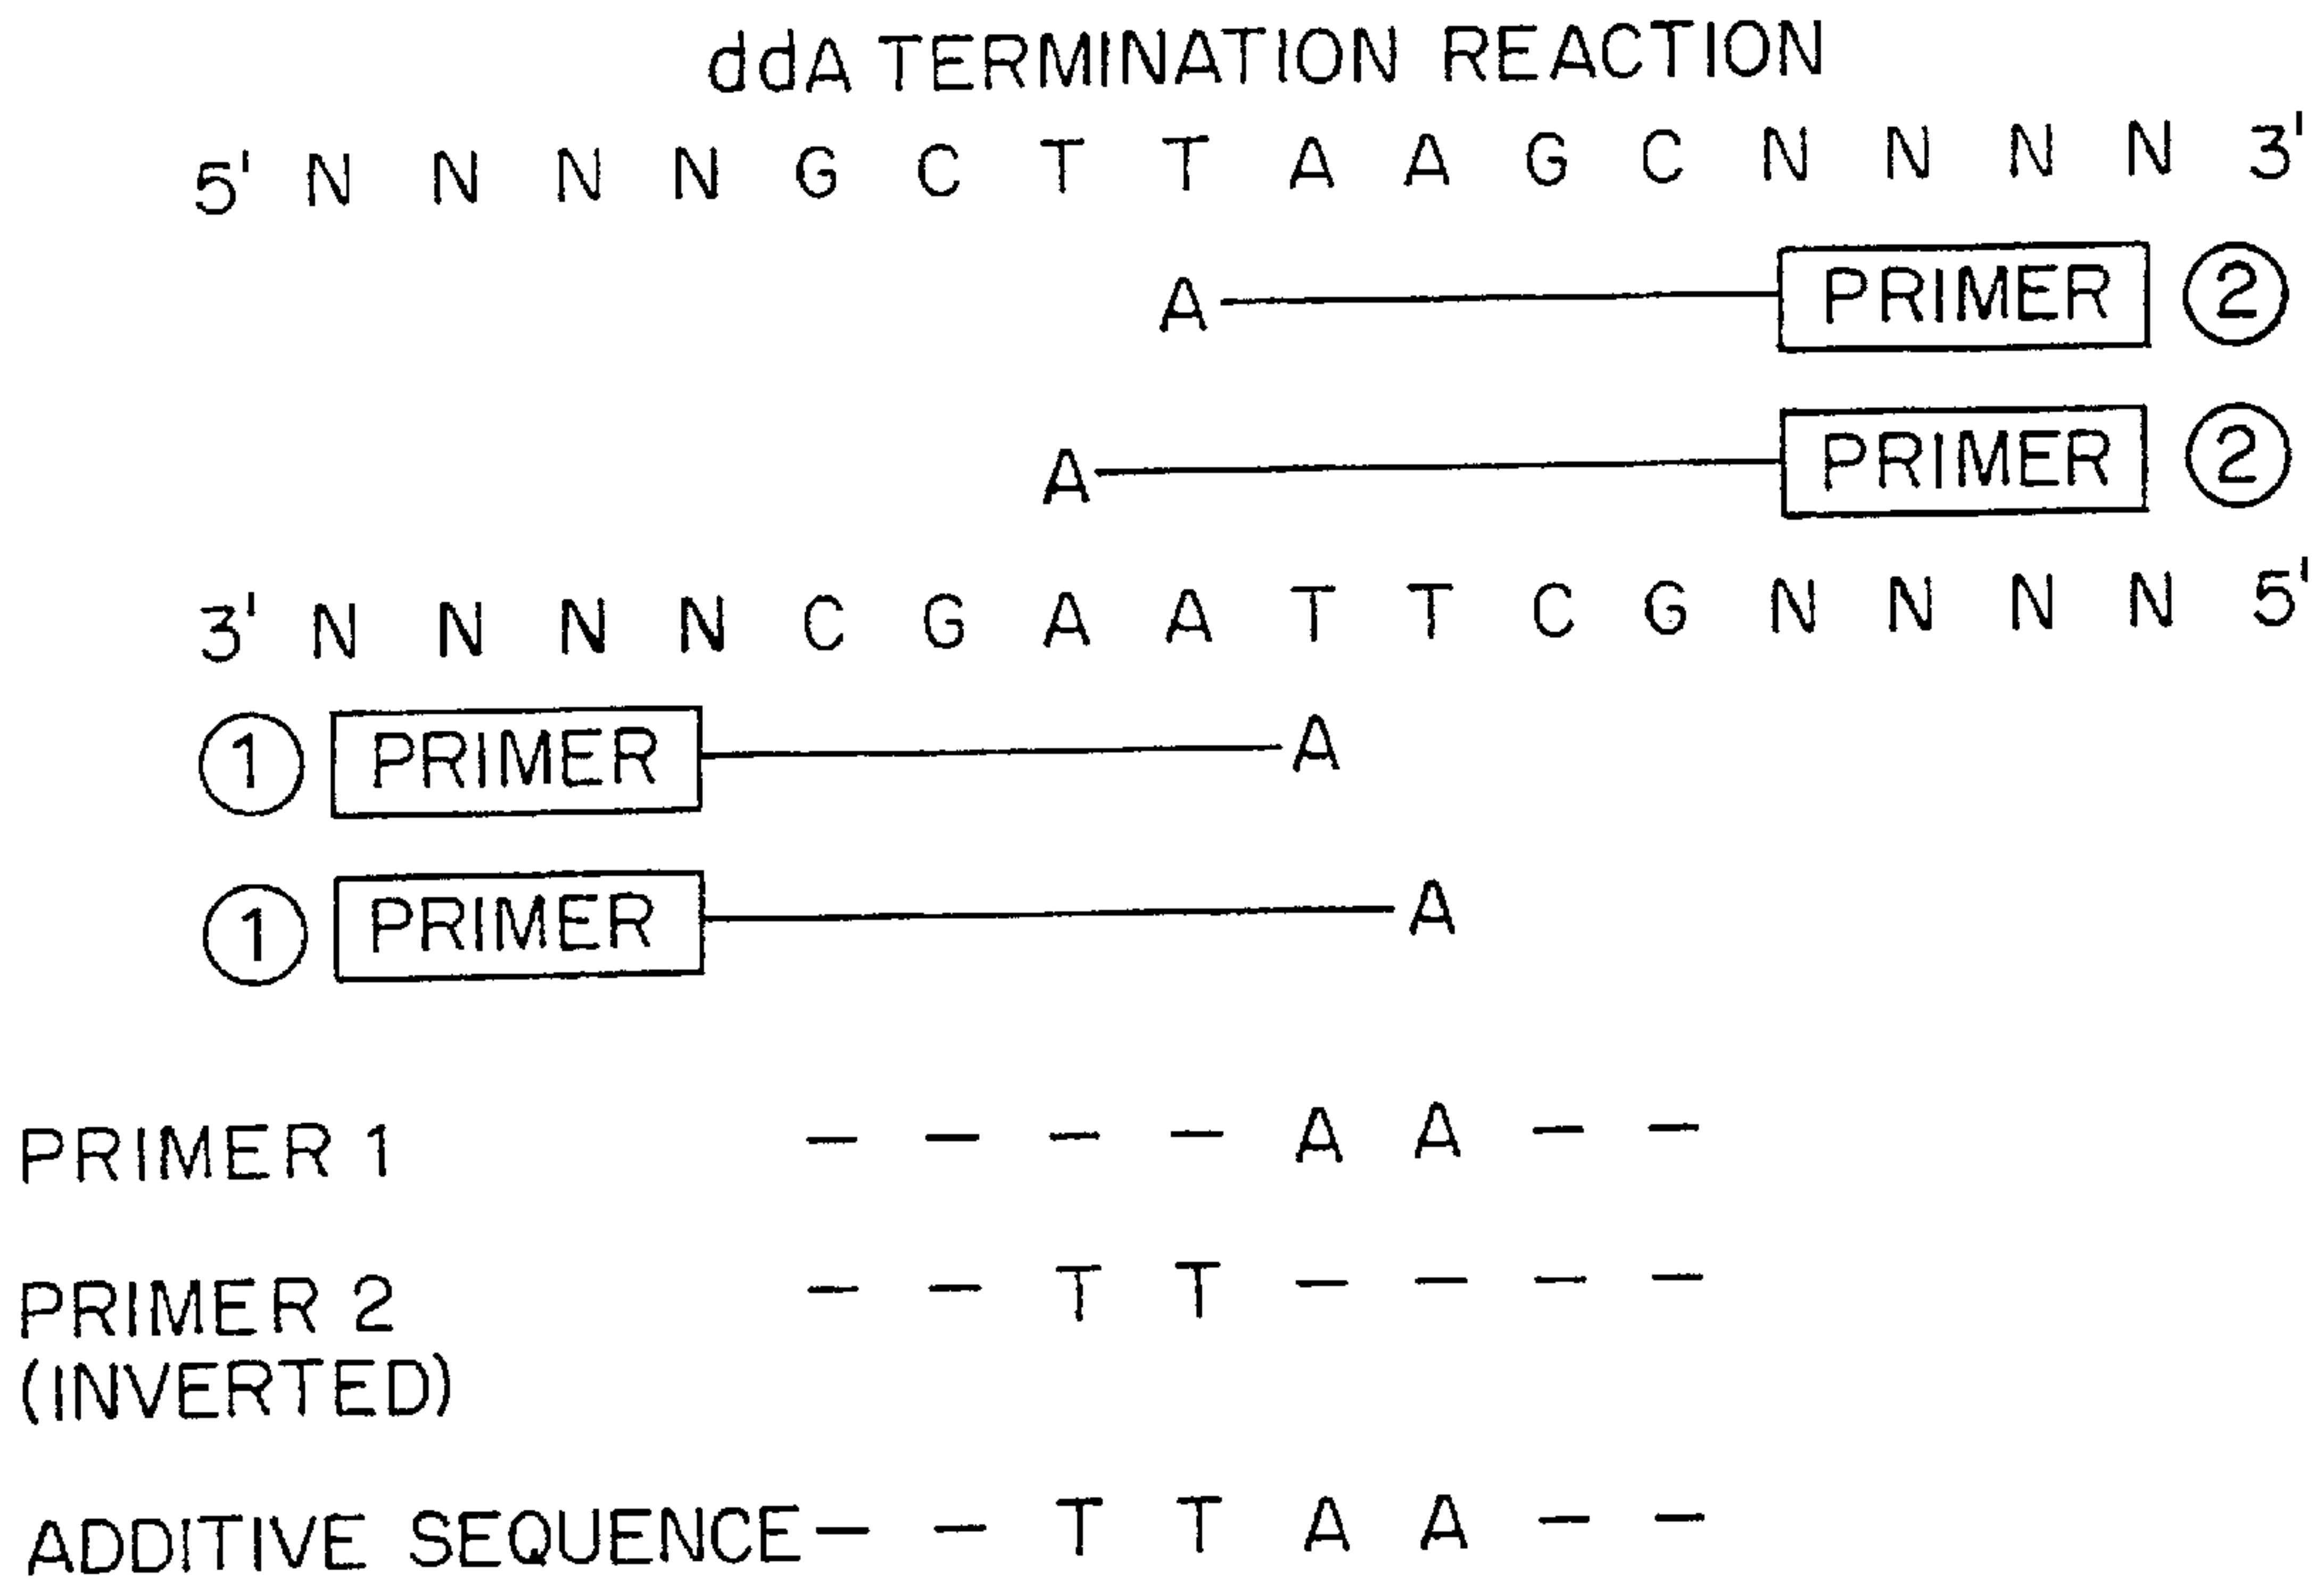 ddA TERMINATION REACTION
5' N N N N G C T T A A G C N N N N 3'
A PRIMER 2
A PRIMER 2
3' N N N N C G A A T T C G N N N N 5'
1 PRIMER A
1 PRIMER A
PRIMER 1 – – – – A A – –
PRIMER 2 – – T T – – – –
(INVERTED)
ADDITIVE SEQUENCE – – T T A A – –